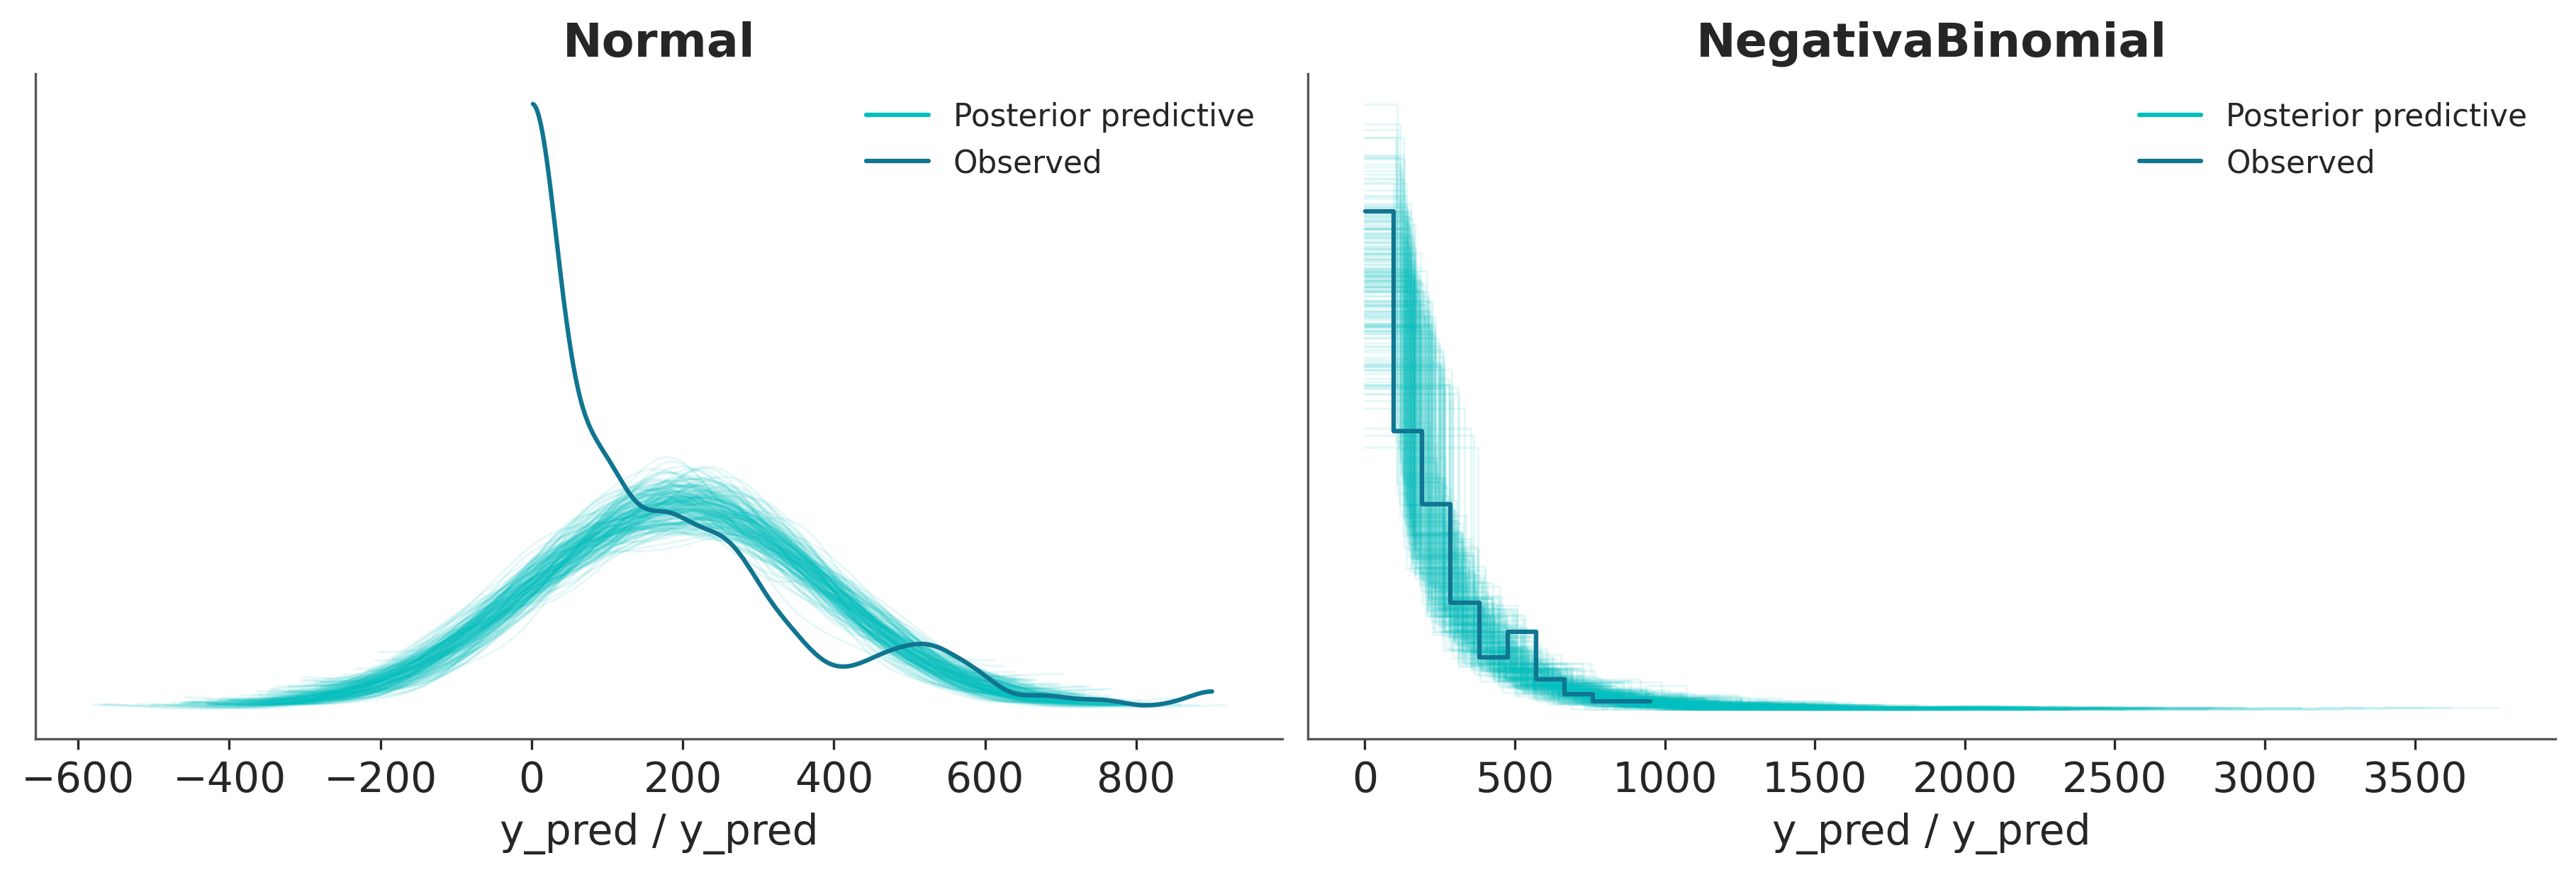 Normal
Posterior predictive
Observed
−600 −400 −200 0 200 400 600 800
y_pred / y_pred
NegativaBinomial
Posterior predictive
Observed
0 500 1000 1500 2000 2500 3000 3500
y_pred / y_pred